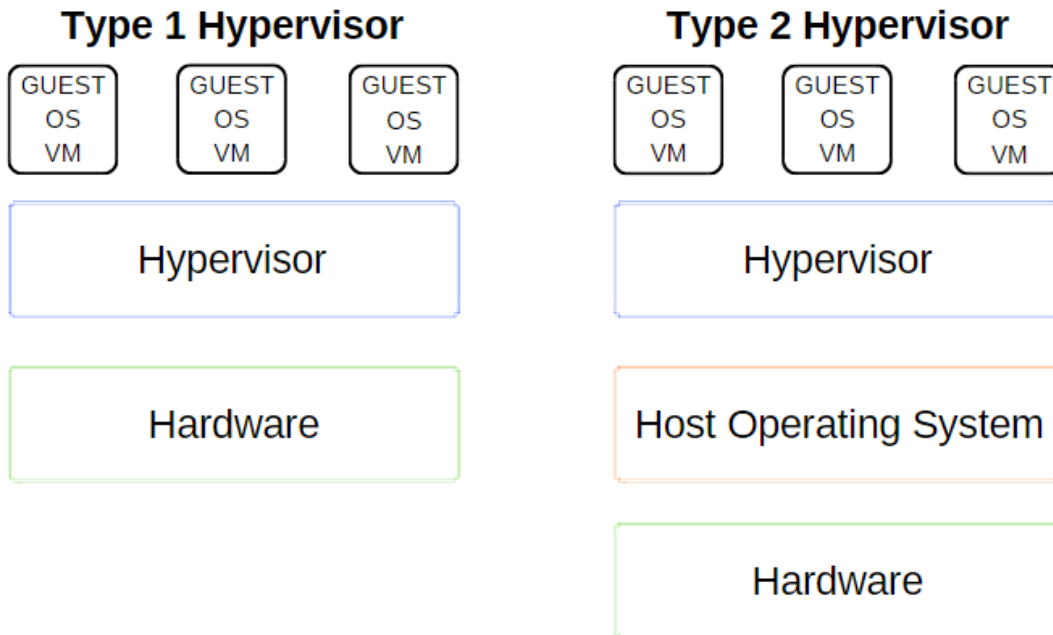 Type 1 Hypervisor
GUEST
OS
VM
GUEST
OS
VM
GUEST
OS
VM
Hypervisor
Hardware
Type 2 Hypervisor
GUEST
OS
VM
GUEST
OS
VM
GUEST
OS
VM
Hypervisor
Host Operating System
Hardware